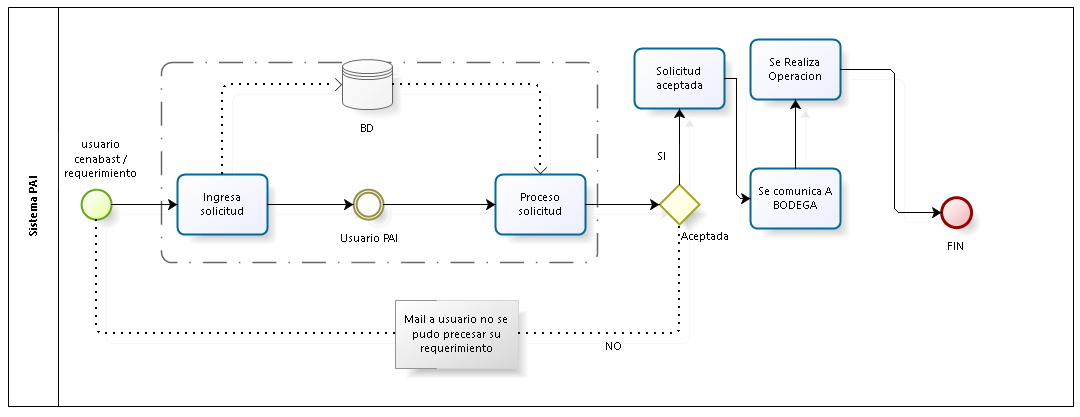 Sistema PAI
usuario
cenabast /
requerimiento
Ingresa
solicitud
BD
Usuario PAI
Proceso
solicitud
Aceptada
SI
NO
Solicitud
aceptada
Se Realiza
Operacion
Se comunica A
BODEGA
FIN
Mail a usuario no se
pudo precesar su
requerimiento